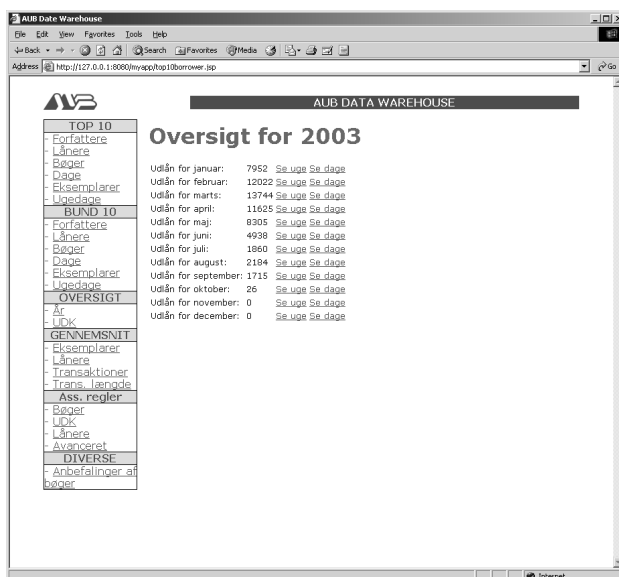 AUB Date Warehouse
File Edit View Favorites Tools Help
Back Search Favorites Media
Address http://127.0.0.1:8080/myapp/top10borrower.jsp Go
AUB
AUB DATA WAREHOUSE
TOP 10
- Forfattere
- Lånere
- Bøger
- Dage
- Eksemplarer
- Ugedage
BUND 10
- Forfattere
- Lånere
- Bøger
- Dage
- Eksemplarer
- Ugedage
OVERSIGT
- År
- UDK
GENNEMSNIT
- Eksemplarer
- Lånere
- Transaktioner
- Trans. længde
Ass. regler
- Bøger
- UDK
- Lånere
- Avanceret
DIVERSE
- Anbefalinger af
bøger
Oversigt for 2003
Udlån for januar: 7952 Se uge Se dage
Udlån for februar: 12022 Se uge Se dage
Udlån for marts: 13744 Se uge Se dage
Udlån for april: 11625 Se uge Se dage
Udlån for maj: 8305 Se uge Se dage
Udlån for juni: 4938 Se uge Se dage
Udlån for juli: 1860 Se uge Se dage
Udlån for august: 2184 Se uge Se dage
Udlån for september: 1715 Se uge Se dage
Udlån for oktober: 26 Se uge Se dage
Udlån for november: 0 Se uge Se dage
Udlån for december: 0 Se uge Se dage
Internet